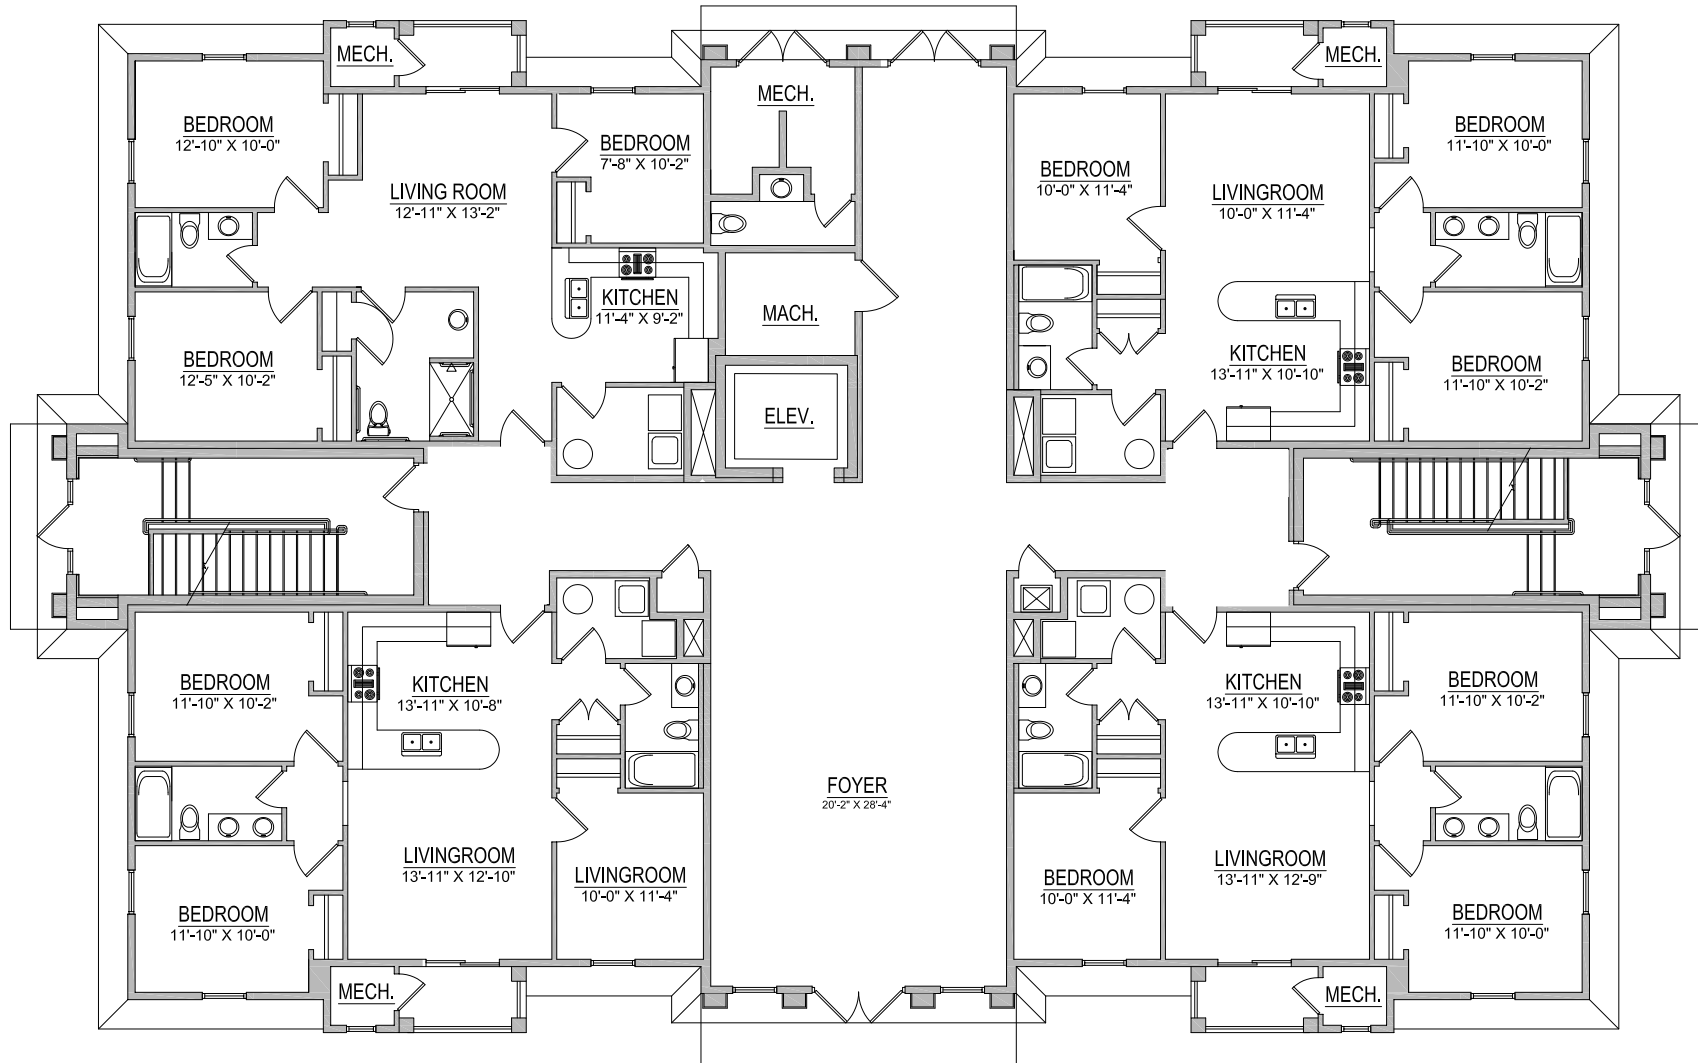 MECH.
MECH.
MECH.
BEDROOM
12'-10" X 10'-0"
BEDROOM
7'-8" X 10'-2"
BEDROOM
11'-10" X 10'-0"
LIVING ROOM
12'-11" X 13'-2"
BEDROOM
10'-0" X 11'-4"
LIVINGROOM
10'-0" X 11'-4"
KITCHEN
11'-4" X 9'-2"
MACH.
BEDROOM
12'-5" X 10'-2"
KITCHEN
13'-11" X 10'-10"
BEDROOM
11'-10" X 10'-2"
ELEV.
BEDROOM
11'-10" X 10'-2"
KITCHEN
13'-11" X 10'-8"
KITCHEN
13'-11" X 10'-10"
BEDROOM
11'-10" X 10'-2"
FOYER
20'-2" X 28'-4"
LIVINGROOM
13'-11" X 12'-10"
LIVINGROOM
10'-0" X 11'-4"
BEDROOM
10'-0" X 11'-4"
LIVINGROOM
13'-11" X 12'-9"
BEDROOM
11'-10" X 10'-0"
BEDROOM
11'-10" X 10'-0"
MECH.
MECH.